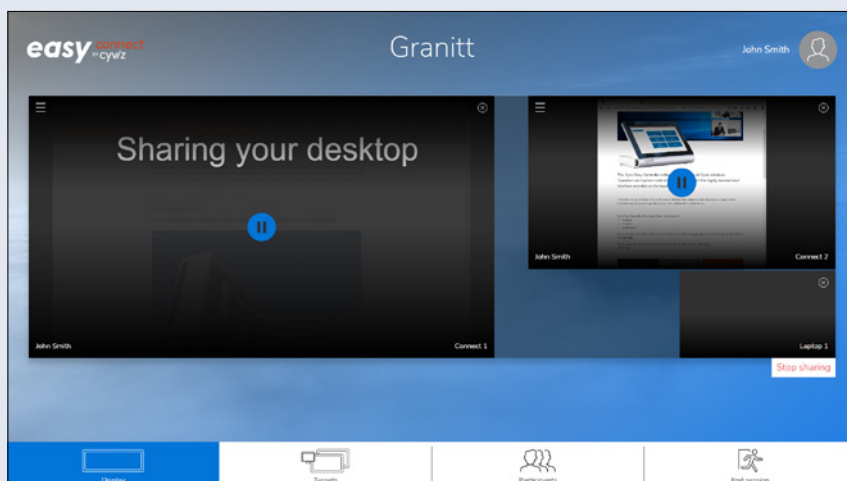 easy connect
BY cyviz
Granitt
John Smith
Sharing your desktop
John Smith
Connect 1
John Smith
Connect 2
Laptop 1
Stop sharing
Display
Targets
Participants
End session